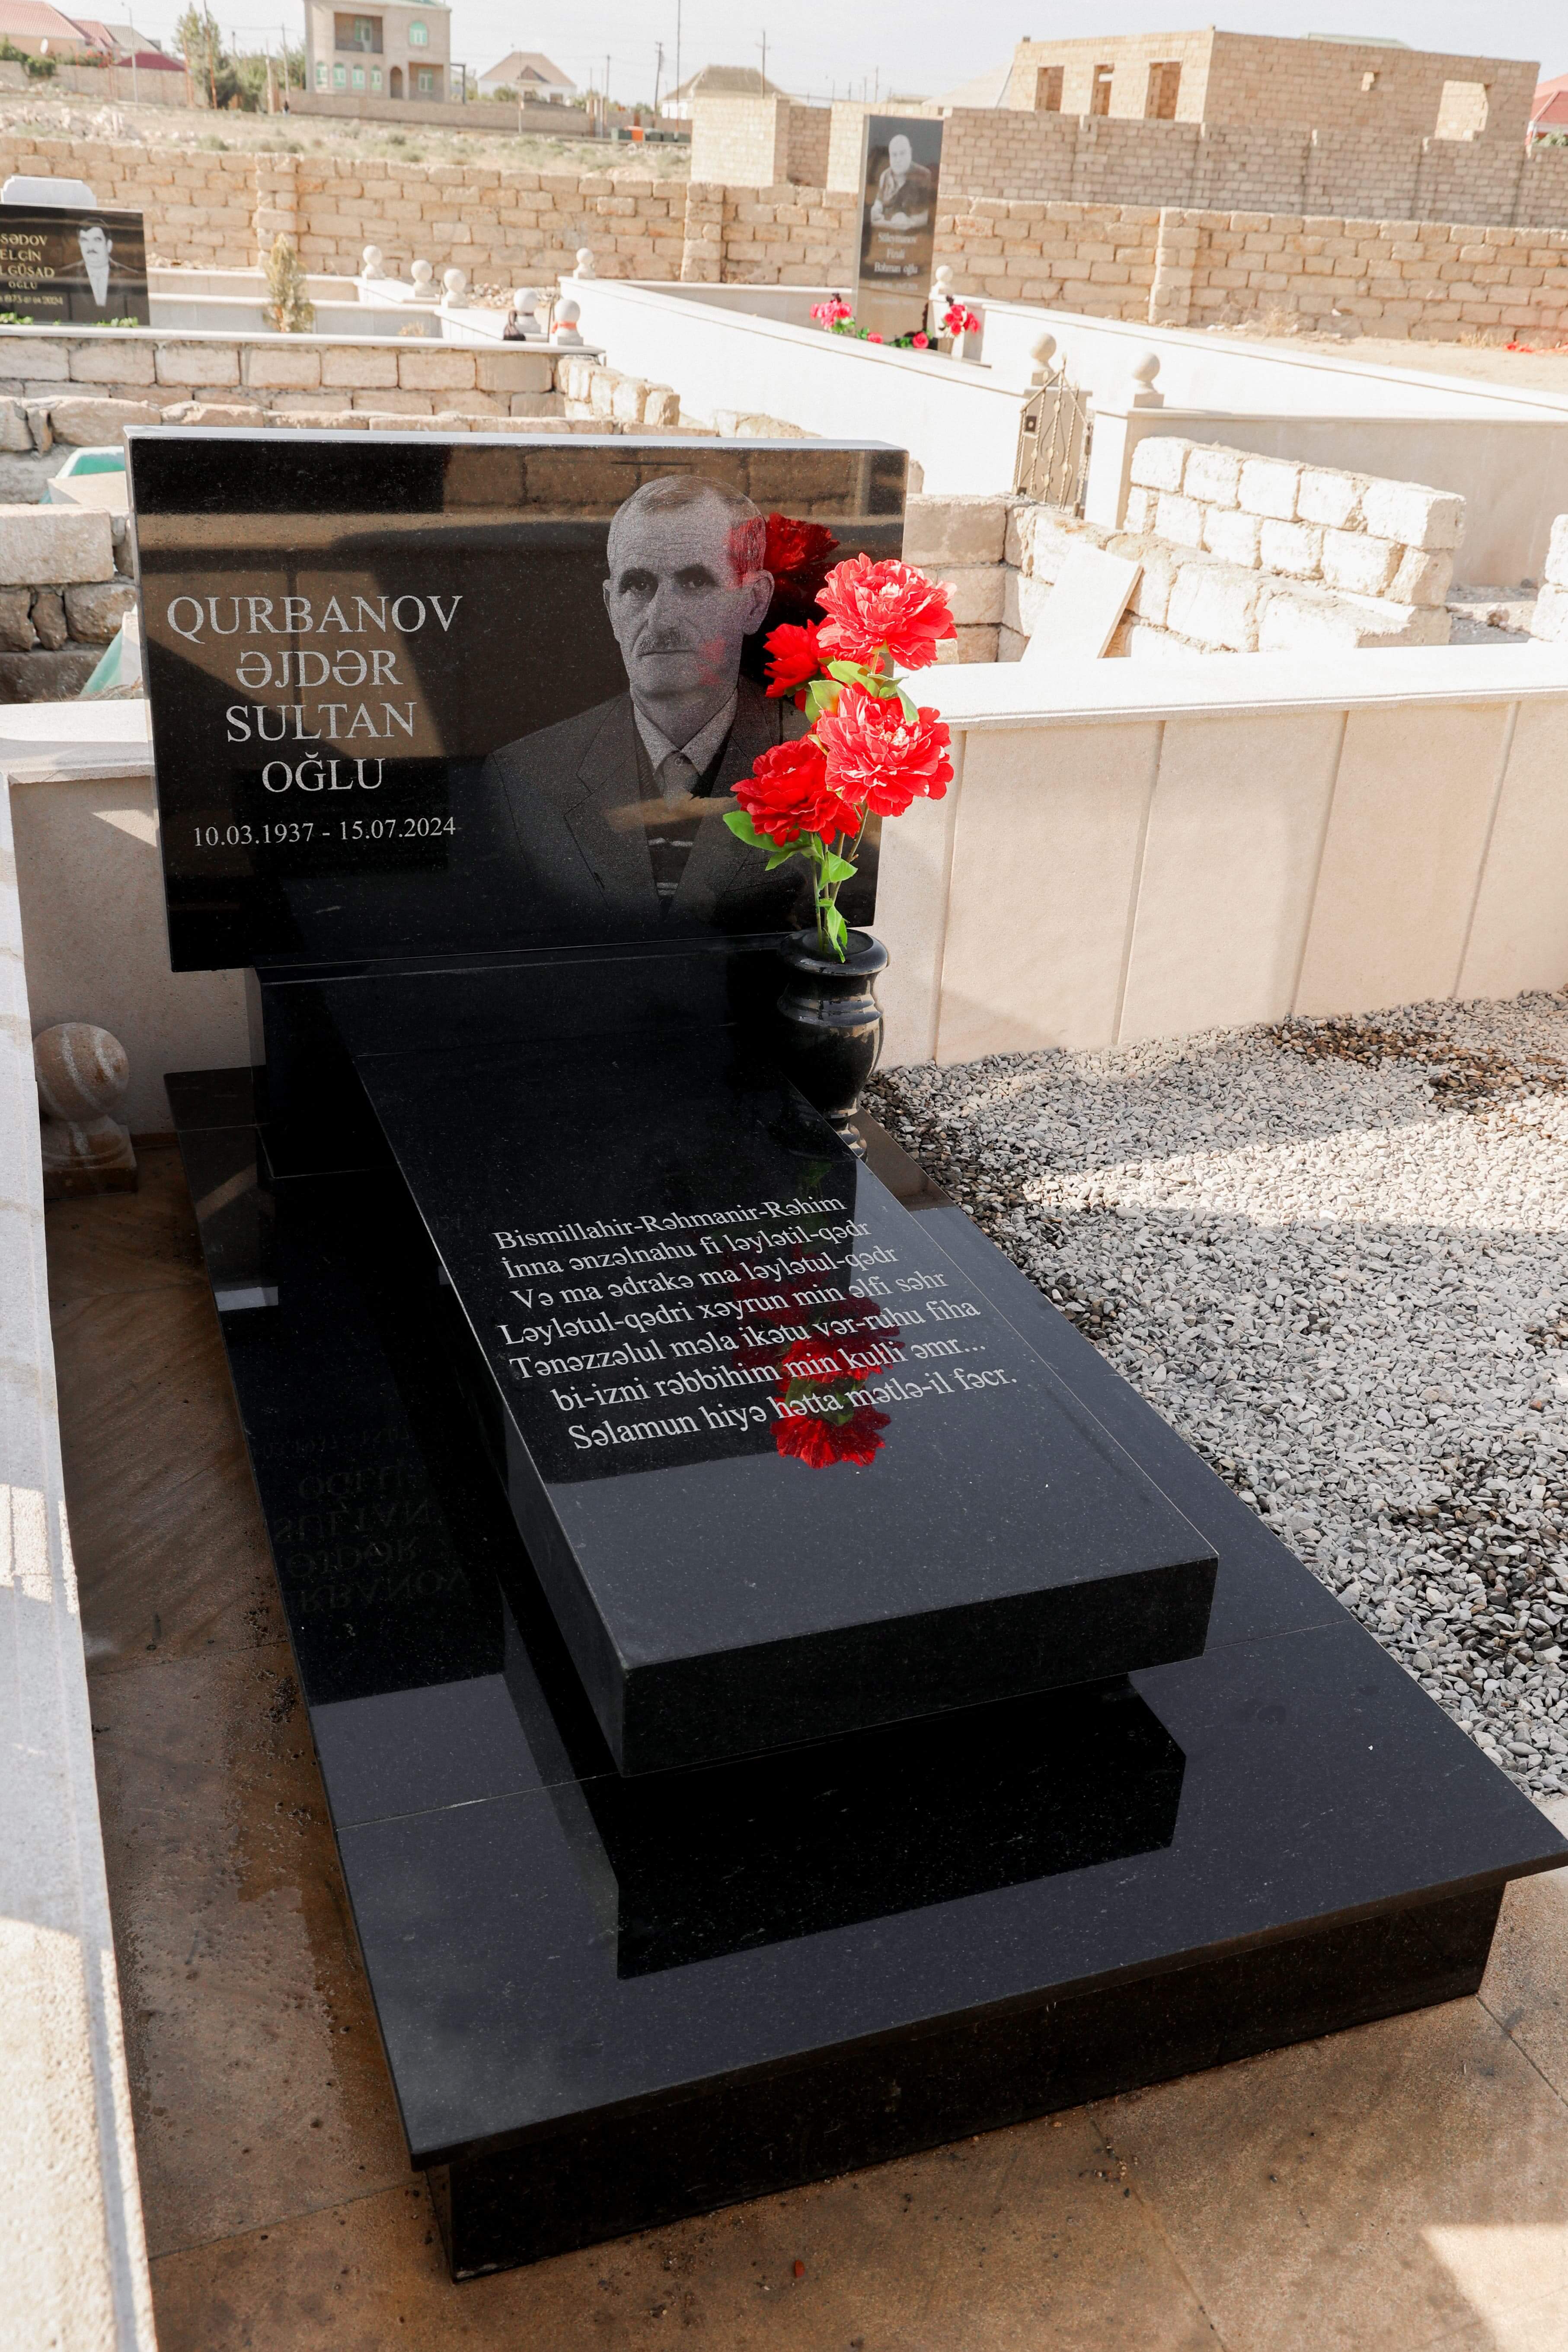 QURBANOV
ƏJDƏR
SULTAN
OĞLU
10.03.1937 - 15.07.2024
Bismillahir-Rəhmanir-Rəhim
İnna ənzəlnahu fi ləylətil-qədr
Və ma ədrakə ma ləylətul-qədr
Ləylətul-qədri xəyrun min əlfi səhr
Tənəzzəlul məla ikətu vər-ruhu fiha
bi-izni rəbbihim min kulli əmr...
Səlamun hiyə hətta mətlə-il fəcr.
ELÇİN
OĞLU
Rəhman oğlu